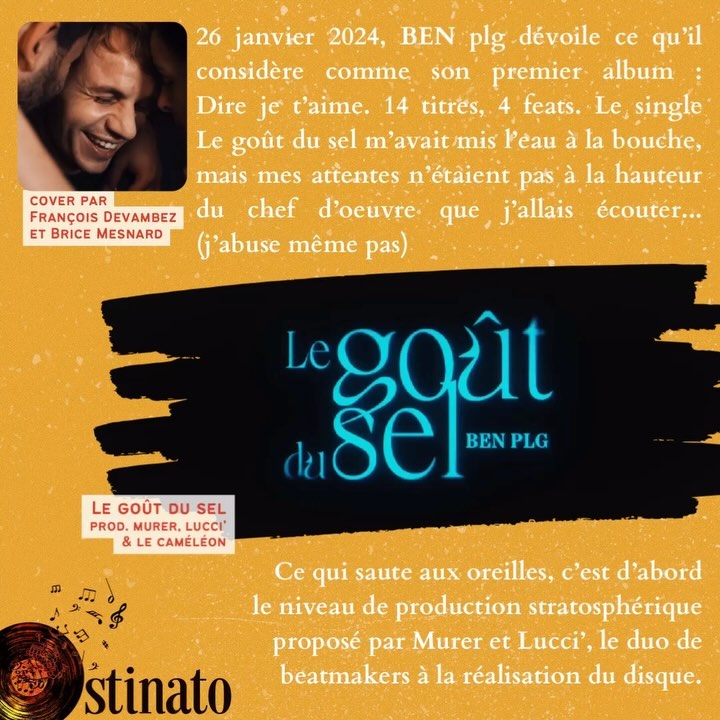 26 janvier 2024, BEN plg dévoile ce qu'il
considère comme son premier album :
Dire je t'aime. 14 titres, 4 feats. Le single
Le goût du sel m'avait mis l'eau à la bouche,
mais mes attentes n'étaient pas à la hauteur
du chef d'oeuvre que j'allais écouter...
(j'abuse même pas)
COVER PAR
FRANÇOIS DEVAMBEZ
ET BRICE MESNARD
Le goût
du sel
BEN PLG
LE GOÛT DU SEL
PROD. MURER, LUCCI'
& LE CAMÉLÉON
Ce qui saute aux oreilles, c'est d'abord
le niveau de production stratosphérique
proposé par Murer et Lucci', le duo de
beatmakers à la réalisation du disque.
Ostinato